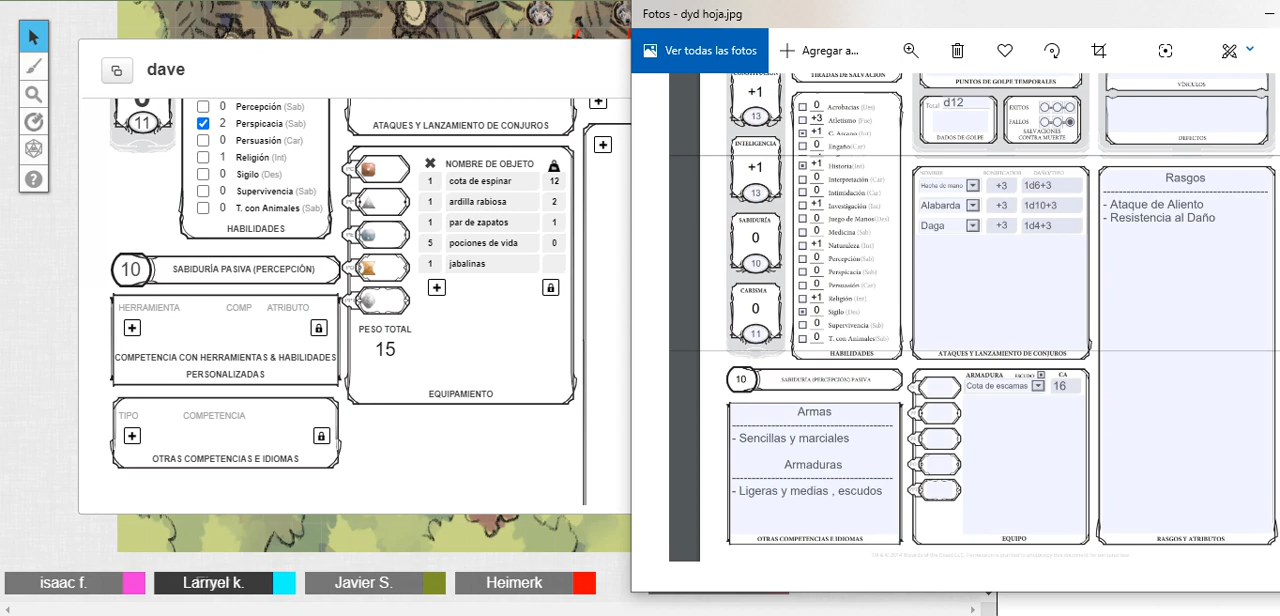 Fotos - dyd hoja.jpg
Ver todas las fotos
Agregar a...
dave
0
11
0 Percepción (Sab)
2 Perspicacia (Sab)
0 Persuasión (Car)
1 Religión (Int)
0 Sigilo (Des)
0 Supervivencia (Sab)
0 T. con Animales (Sab)
HABILIDADES
10 SABIDURÍA PASIVA (PERCEPCIÓN)
HERRAMIENTA COMP ATRIBUTO
COMPETENCIA CON HERRAMIENTAS & HABILIDADES
PERSONALIZADAS
TIPO COMPETENCIA
OTRAS COMPETENCIAS E IDIOMAS
ATAQUES Y LANZAMIENTO DE CONJUROS
NOMBRE DE OBJETO
1 cota de espinar 12
1 ardilla rabiosa 2
1 par de zapatos 1
5 pociones de vida 0
1 jabalinas
PESO TOTAL
15
EQUIPAMIENTO
isaac f.
Larryel k.
Javier S.
Heimerk
CONSTITUCIÓN
+1
13
INTELIGENCIA
+1
13
SABIDURÍA
0
10
CARISMA
0
11
TIRADAS DE SALVACIÓN
0 Acrobacias (Des)
+3 Atletismo (Fue)
+1 C. Arcano (Int)
0 Engaño (Car)
+1 Historia (Int)
0 Interpretación (Car)
0 Intimidación (Car)
+1 Investigación (Int)
0 Juego de Manos (Des)
0 Medicina (Sab)
+1 Naturaleza (Int)
0 Percepción (Sab)
0 Perspicacia (Sab)
0 Persuasión (Car)
+1 Religión (Int)
0 Sigilo (Des)
0 Supervivencia (Sab)
0 T. con Animales (Sab)
HABILIDADES
PUNTOS DE GOLPE TEMPORALES
Total d12
DADOS DE GOLPE
EXITOS
FALLOS
SALVACIONES
CONTRA MUERTE
VÍNCULOS
DEFECTOS
NOMBRE BONIFICACION DAÑO/TIPO
Hacha de mano +3 1d6+3
Alabarda +3 1d10+3
Daga +3 1d4+3
ATAQUES Y LANZAMIENTO DE CONJUROS
Rasgos
- Ataque de Aliento
- Resistencia al Daño
RASGOS Y ATRIBUTOS
10 SABIDURÍA (PERCEPCIÓN) PASIVA
Armas
- Sencillas y marciales
Armaduras
- Ligeras y medias , escudos
OTRAS COMPETENCIAS E IDIOMAS
ARMADURA ESCUDO CA
Cota de escamas 16
EQUIPO